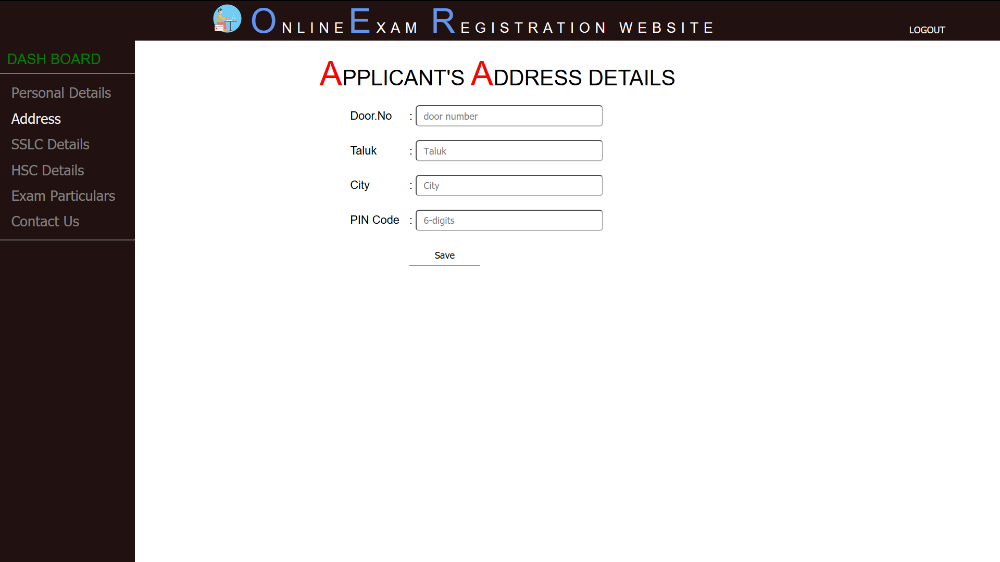 ONLINE EXAM REGISTRATION WEBSITE
LOGOUT
DASH BOARD
Personal Details
Address
SSLC Details
HSC Details
Exam Particulars
Contact Us
APPLICANT'S ADDRESS DETAILS
Door.No : door number
Taluk : Taluk
City : City
PIN Code : 6-digits
Save